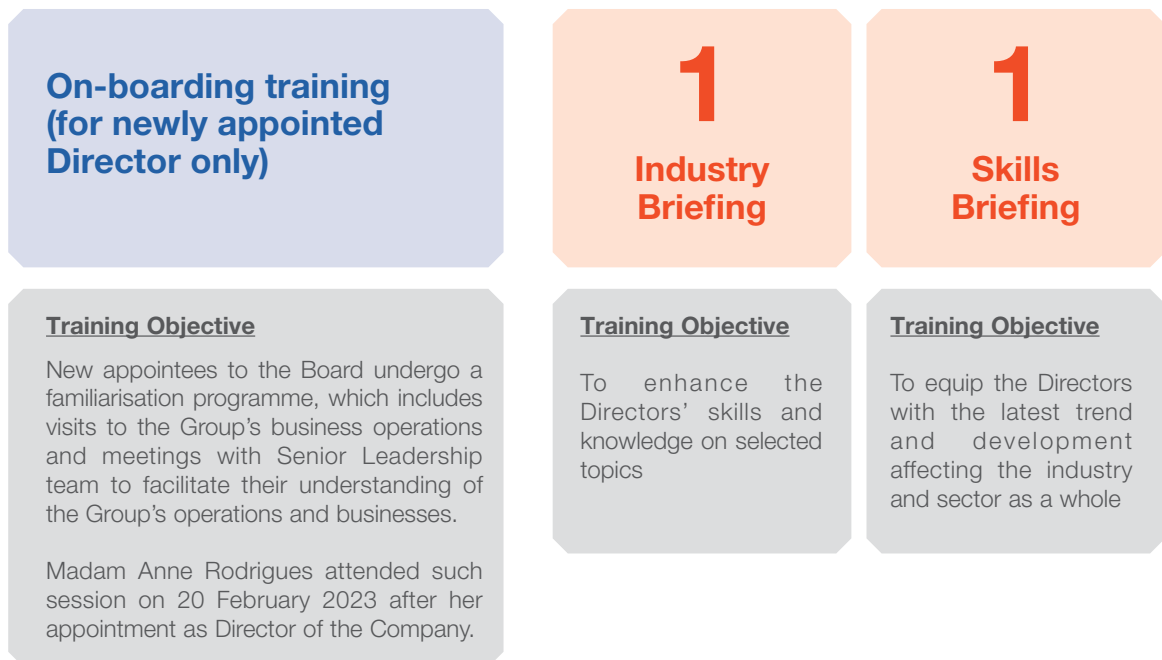 On-boarding training
(for newly appointed
Director only)
Training Objective
New appointees to the Board undergo a
familiarisation programme, which includes
visits to the Group's business operations
and meetings with Senior Leadership
team to facilitate their understanding of
the Group's operations and businesses.
Madam Anne Rodrigues attended such
session on 20 February 2023 after her
appointment as Director of the Company.
1
Industry
Briefing
Training Objective
To enhance the
Directors' skills and
knowledge on selected
topics
1
Skills
Briefing
Training Objective
To equip the Directors
with the latest trend
and development
affecting the industry
and sector as a whole